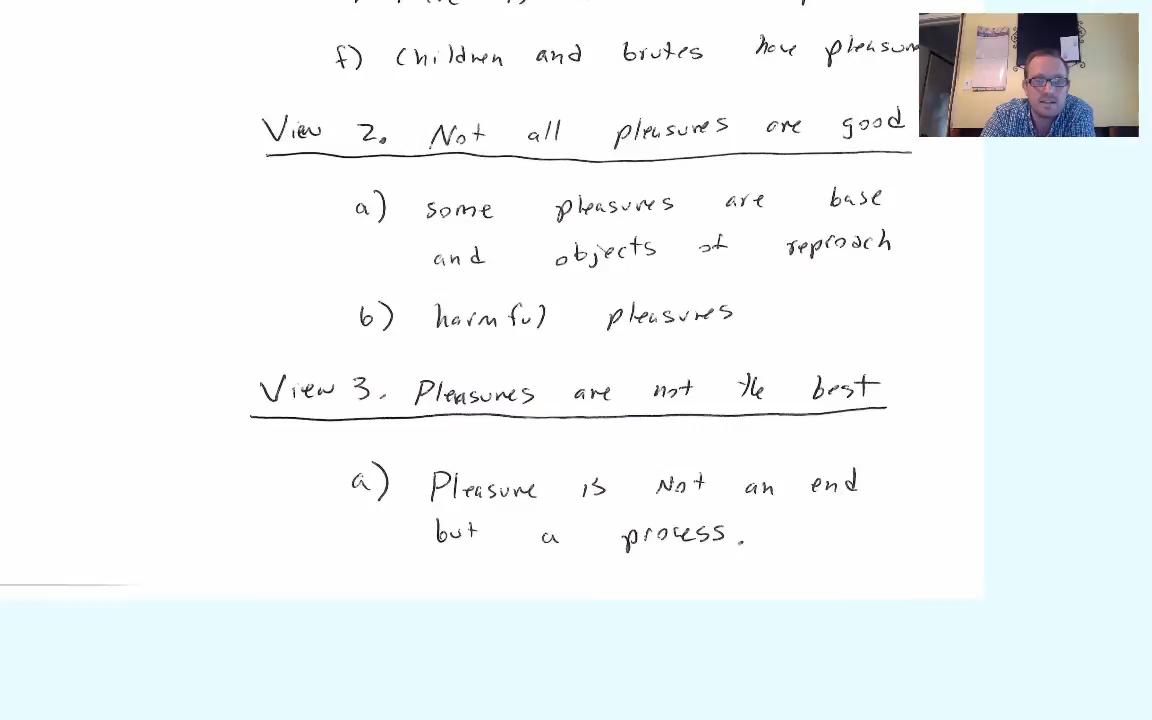 f) Children and brutes have pleasure
View 2. Not all pleasures are good
a) some pleasures are base
and objects of reproach
b) harmful pleasures
View 3. Pleasures are not the best
a) Pleasure is Not an end
but a process.